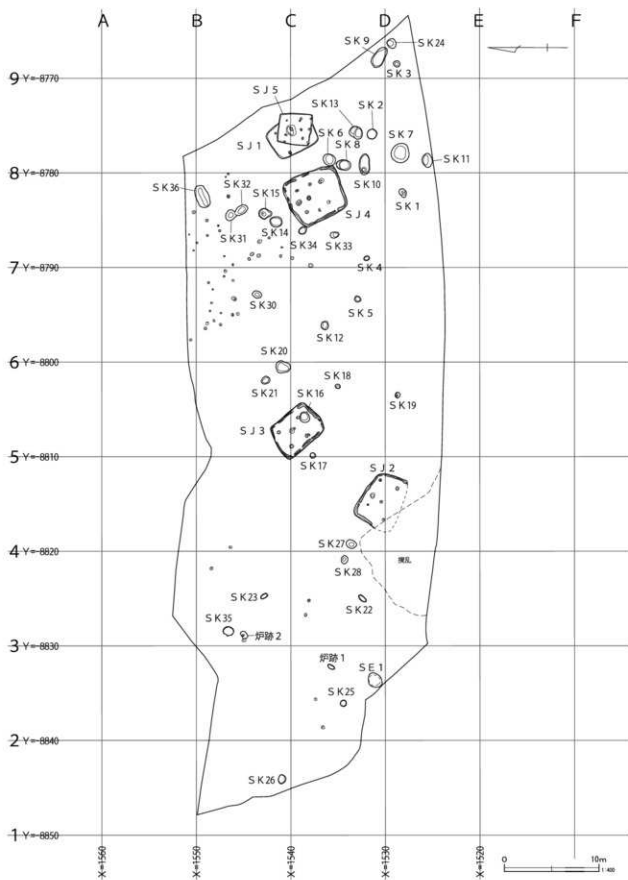 A B C D E F
SK9
SK24
SK3
9 Y=-8770
SJ5
SK13
SK2
SJ1
SK6
SK8
SK7
SK11
8 Y=-8780
SK36
SK32
SK15
SK10
SK1
SJ4
SK31
SK14
SK34
SK33
7 Y=-8790
SK4
SK30
SK5
SK12
6 Y=-8800
SK20
SK21
SK18
SK16
SK19
SJ3
5 Y=-8810
SK17
SJ2
4 Y=-8820
SK27
SK28
撹乱
SK23
SK22
3 Y=-8830
SK35
炉跡2
炉跡1
SE1
SK25
2 Y=-8840
SK26
1 Y=-8850
X=1560
X=1550
X=1540
X=1530
X=1520
0 10m
1:400